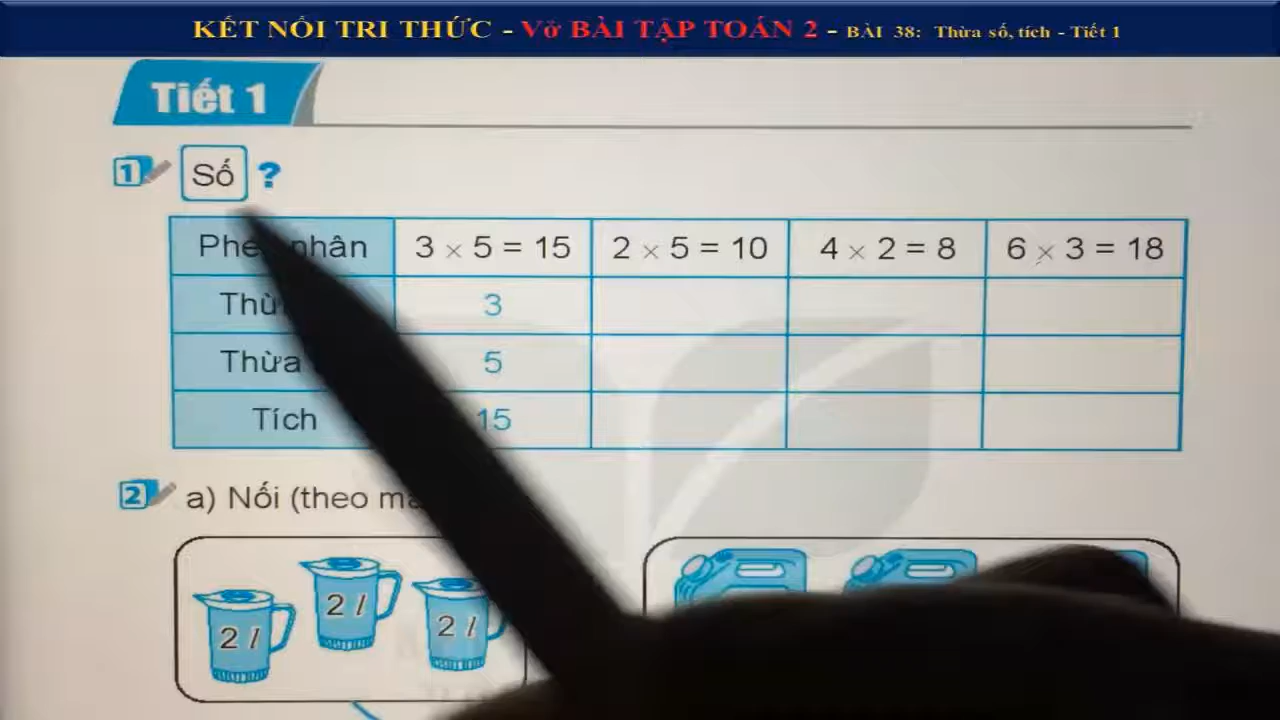 KẾT NỐI TRI THỨC - Vở BÀI TẬP TOÁN 2 - BÀI 38: Thừa số, tích - Tiết 1
Tiết 1
1 Số ?
nhân 3 × 5 = 15 2 × 5 = 10 4 × 2 = 8 6 × 3 = 18
3
Thừa 5
Tích 15
2 a) Nối (theo
2 l 2 l 2 l